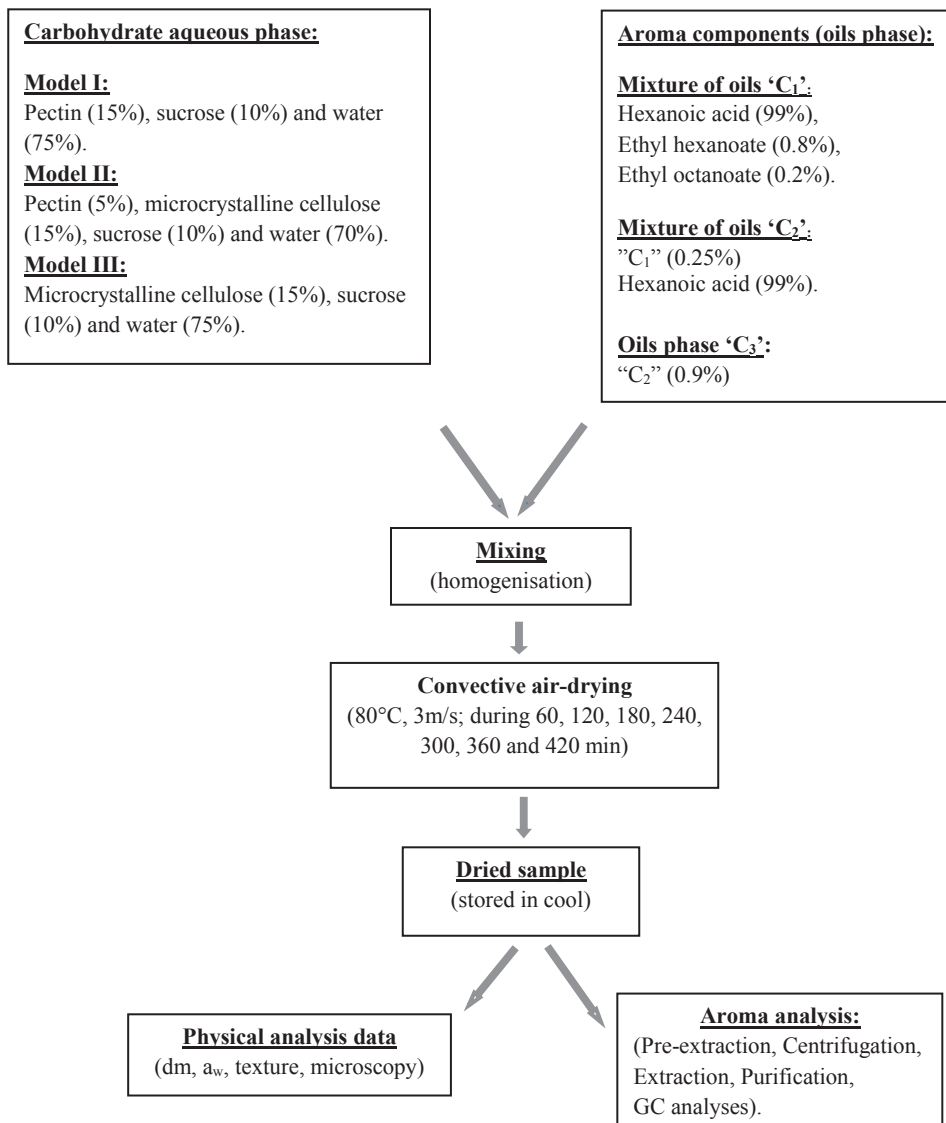 Carbohydrate aqueous phase:
Model I:
Pectin (15%), sucrose (10%) and water
(75%).
Model II:
Pectin (5%), microcrystalline cellulose
(15%), sucrose (10%) and water (70%).
Model III:
Microcrystalline cellulose (15%), sucrose
(10%) and water (75%).
Aroma components (oils phase):
Mixture of oils ‘C₁’:
Hexanoic acid (99%),
Ethyl hexanoate (0.8%),
Ethyl octanoate (0.2%).
Mixture of oils ‘C₂’:
”C₁” (0.25%)
Hexanoic acid (99%).
Oils phase ‘C₃’:
“C₂” (0.9%)
Mixing
(homogenisation)
Convective air-drying
(80°C, 3m/s; during 60, 120, 180, 240,
300, 360 and 420 min)
Dried sample
(stored in cool)
Physical analysis data
(dm, a_w, texture, microscopy)
Aroma analysis:
(Pre-extraction, Centrifugation,
Extraction, Purification,
GC analyses).